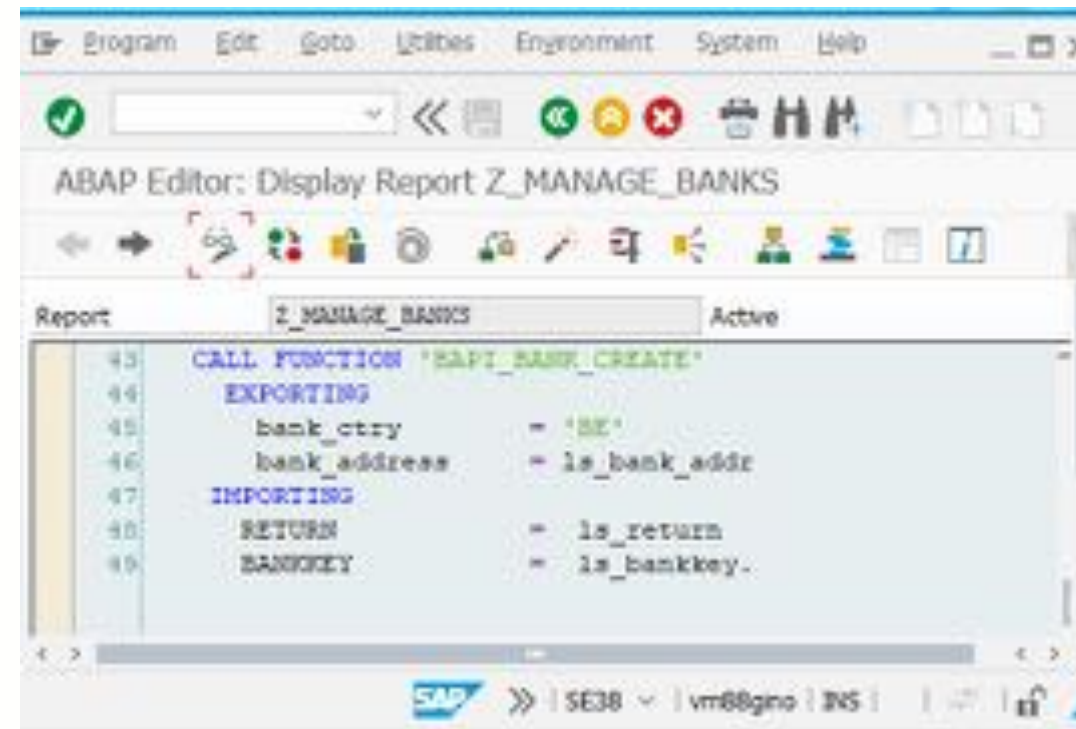 Program Edit Goto Utilities Environment System Help
ABAP Editor: Display Report Z_MANAGE_BANKS
Report Z_MANAGE_BANKS Active
43 CALL FUNCTION 'BAPI_BANK_CREATE'
44 EXPORTING
45 bank_ctry = 'BE'
46 bank_address = ls_bank_addr
47 IMPORTING
48 RETURN = ls_return
49 BANKKEY = ls_bankkey.
SAP SE38 vm88gino INS